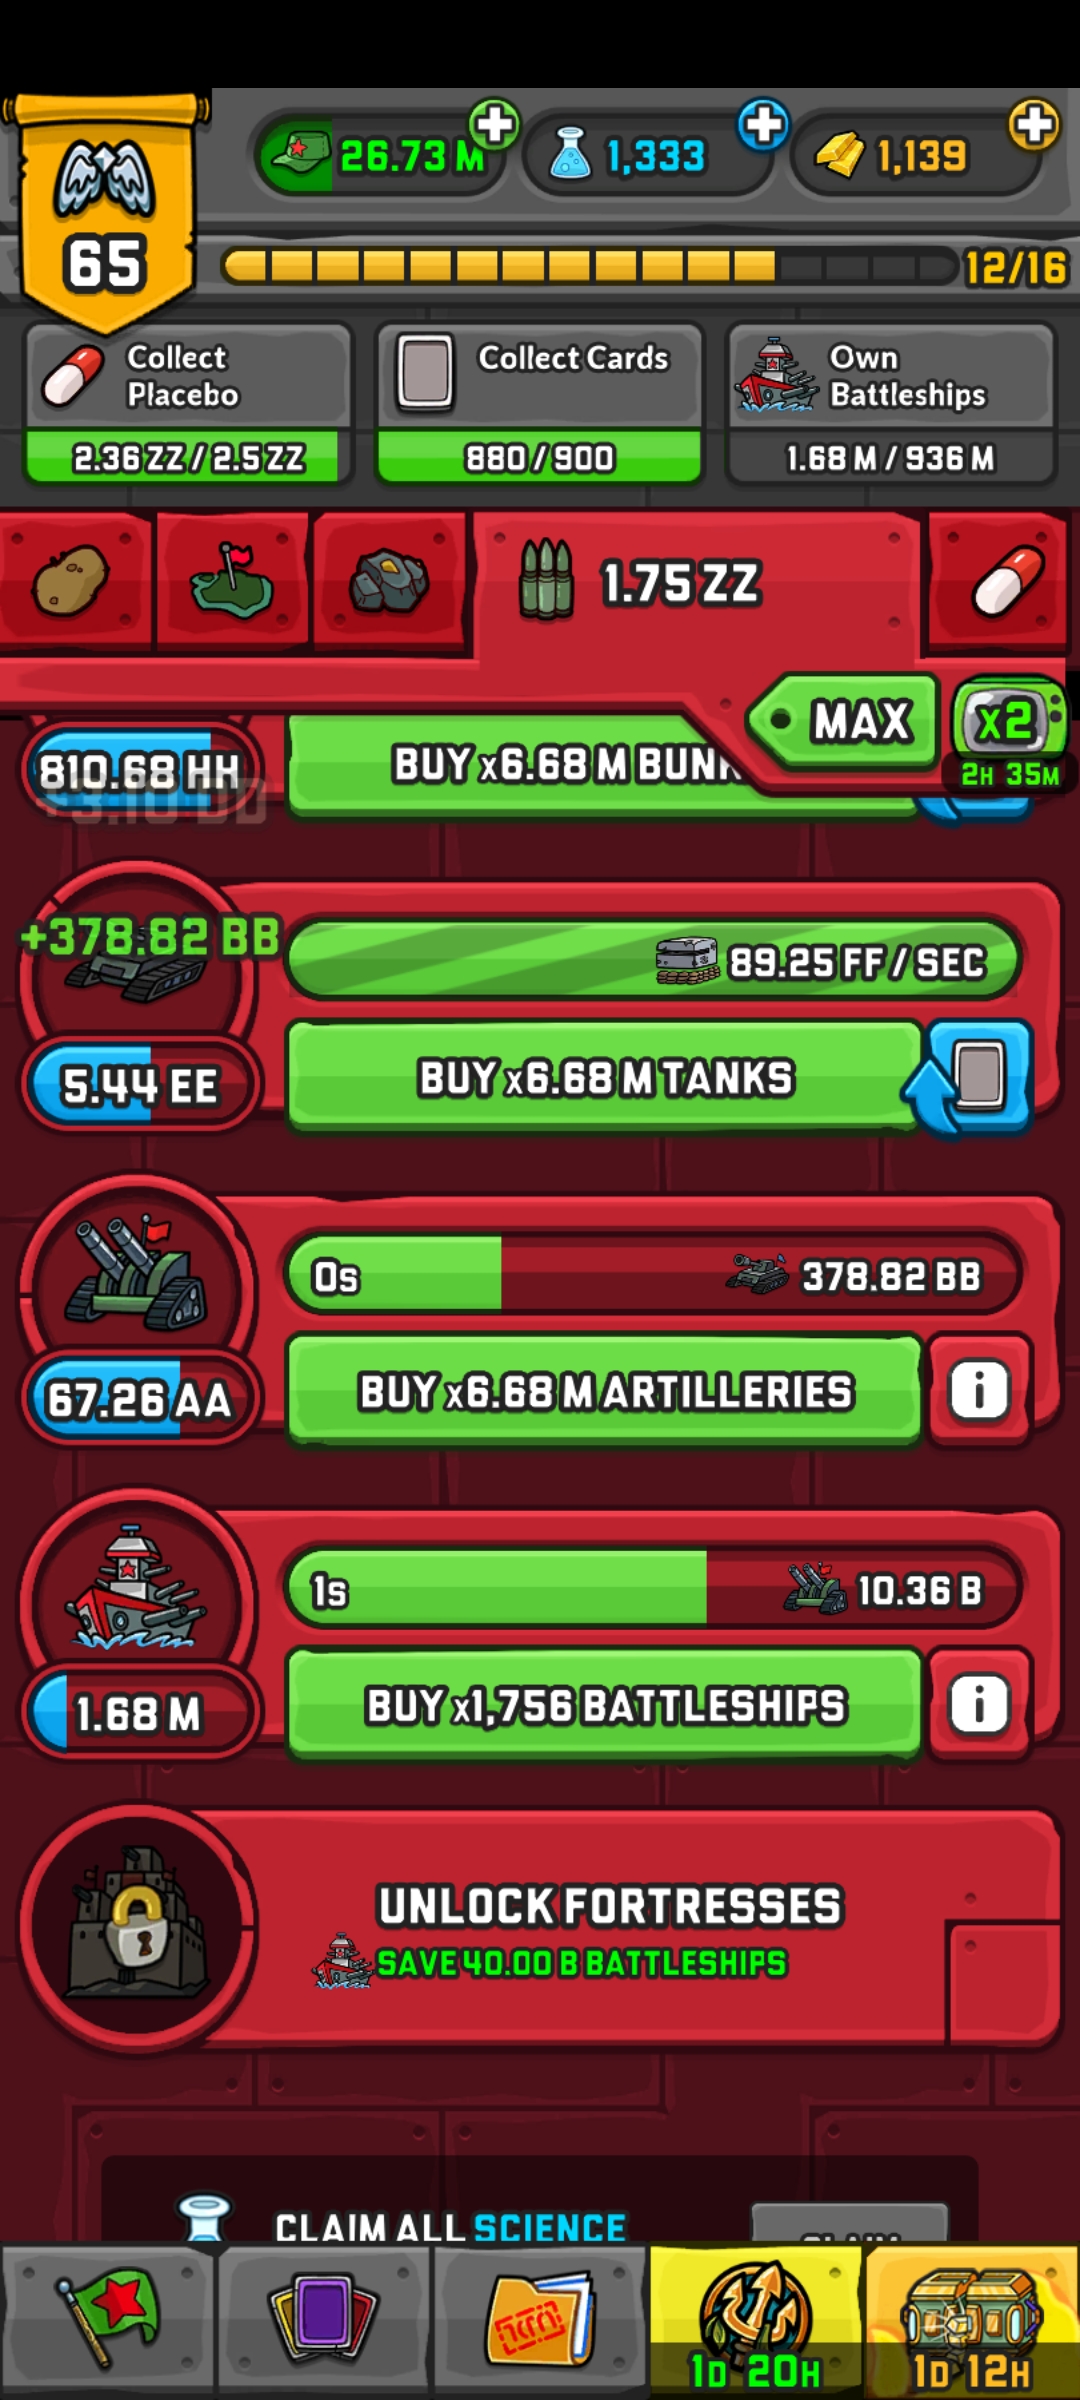 26.73 M
1,333
1,139
65
12/16
Collect
Placebo
2.36 ZZ / 2.5 ZZ
Collect Cards
880 / 900
Own
Battleships
1.68 M / 936 M
1.75 ZZ
MAX
x2
2H 35M
810.68 HH
BUY x6.68 M
+378.82 BB
89.25 FF / SEC
5.44 EE
BUY x6.68 M TANKS
0s
378.82 BB
67.26 AA
BUY x6.68 M ARTILLERIES
i
1s
10.36 B
1.68 M
BUY x1,756 BATTLESHIPS
i
UNLOCK FORTRESSES
SAVE 40.00 B BATTLESHIPS
CLAIM ALL SCIENCE
1D 20H
1D 12H